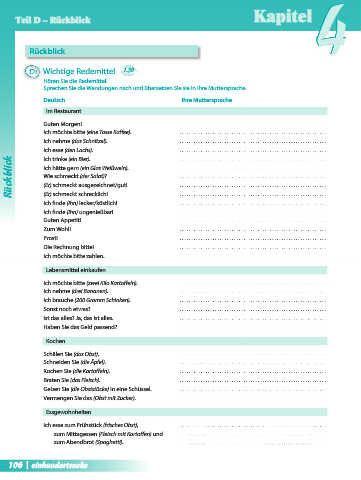 Teil D – Rückblick
Kapitel 4
Rückblick
Rückblick
D1 Wichtige Redemittel
Hören Sie die Redemittel.
Sprechen Sie die Wendungen nach und übersetzen Sie sie in Ihre Muttersprache.
Deutsch Ihre Muttersprache
Im Restaurant
Guten Morgen!
Ich möchte bitte (eine Tasse Kaffee).
Ich nehme (das Schnitzel).
Ich esse (den Lachs).
Ich trinke (ein Bier).
Ich hätte gern (ein Glas Weißwein).
Wie schmeckt (der Salat)?
(Er) schmeckt ausgezeichnet/gut!
(Er) schmeckt schrecklich!
Ich finde (ihn) lecker/köstlich!
Ich finde (ihn) ungenießbar!
Guten Appetit!
Zum Wohl!
Prost!
Die Rechnung bitte!
Ich möchte bitte zahlen.
Lebensmittel einkaufen
Ich möchte bitte (zwei Kilo Kartoffeln).
Ich nehme (drei Bananen).
Ich brauche (200 Gramm Schinken).
Sonst noch etwas?
Ist das alles? Ja, das ist alles.
Haben Sie das Geld passend?
Kochen
Schälen Sie (das Obst).
Schneiden Sie (die Äpfel).
Kochen Sie (die Kartoffeln).
Braten Sie (das Fleisch).
Geben Sie (die Obststücke) in eine Schüssel.
Vermengen Sie das (Obst mit Zucker).
Essgewohnheiten
Ich esse zum Frühstück (frisches Obst),
zum Mittagessen (Fleisch mit Kartoffeln) und
zum Abendbrot (Spaghetti).
106 | einhundertsechs